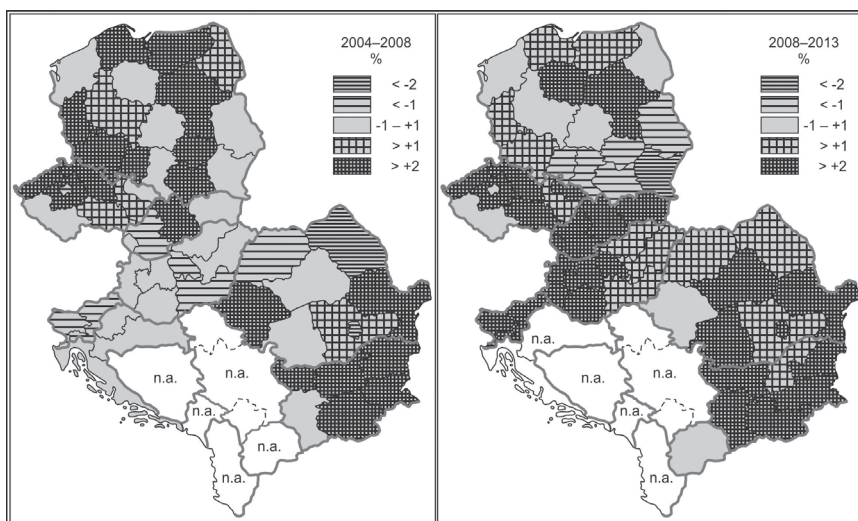 2004–2008
%
< -2
< -1
-1 – +1
> +1
> +2
n.a.
n.a.
n.a.
n.a.
n.a.
2008–2013
%
< -2
< -1
-1 – +1
> +1
> +2
n.a.
n.a.
n.a.
n.a.
n.a.